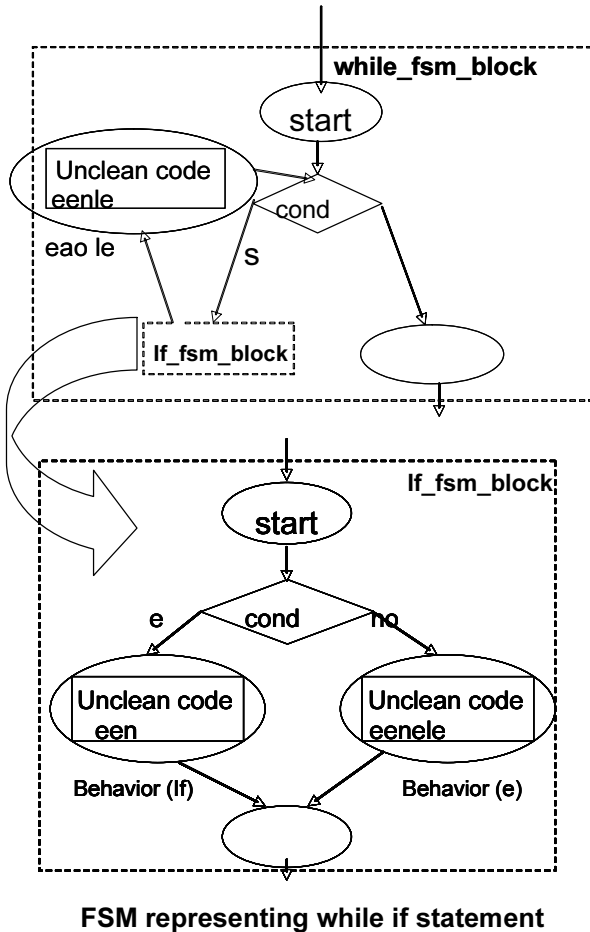 while_fsm_block
start
Unclean code
eenle
cond
eao le
s
If_fsm_block
If_fsm_block
start
e
cond
no
Unclean code
een
Unclean code
eenele
Behavior (If)
Behavior (e)
FSM representing while if statement